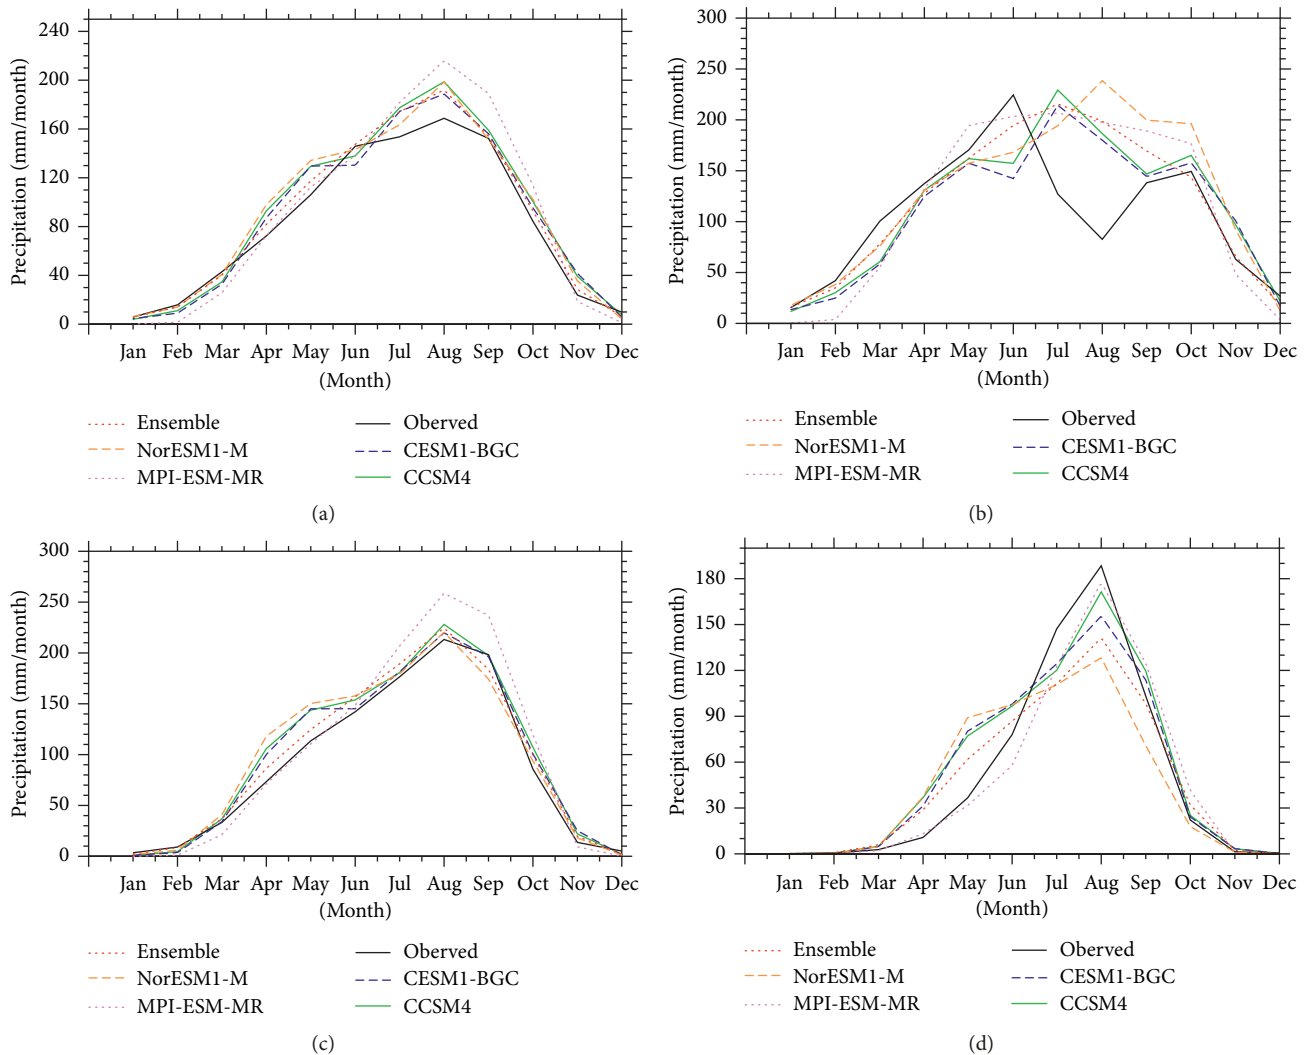 240
200
160
120
80
40
0
Precipitation (mm/month)
Jan Feb Mar Apr May Jun Jul Aug Sep Oct Nov Dec
(Month)
Ensemble
NorESM1-M
MPI-ESM-MR
Oberved
CESM1-BGC
CCSM4
(a)
300
250
200
150
100
50
0
Precipitation (mm/month)
Jan Feb Mar Apr May Jun Jul Aug Sep Oct Nov Dec
(Month)
Ensemble
NorESM1-M
MPI-ESM-MR
Oberved
CESM1-BGC
CCSM4
(b)
300
250
200
150
100
50
0
Precipitation (mm/month)
Jan Feb Mar Apr May Jun Jul Aug Sep Oct Nov Dec
(Month)
Ensemble
NorESM1-M
MPI-ESM-MR
Oberved
CESM1-BGC
CCSM4
(c)
180
150
120
90
60
30
0
Precipitation (mm/month)
Jan Feb Mar Apr May Jun Jul Aug Sep Oct Nov Dec
(Month)
Ensemble
NorESM1-M
MPI-ESM-MR
Oberved
CESM1-BGC
CCSM4
(d)